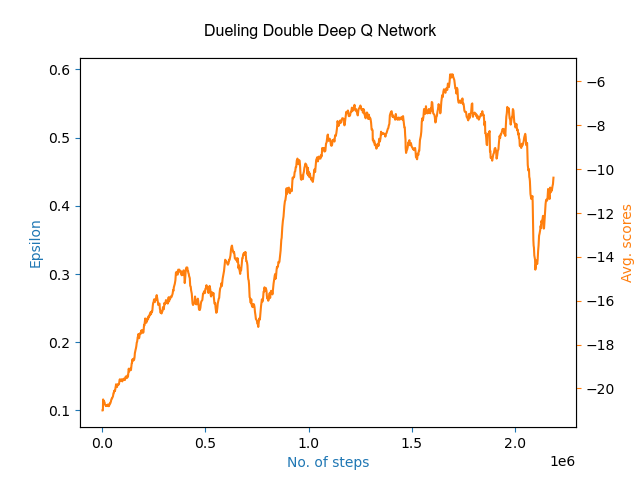 Dueling Double Deep Q Network
0.6
0.5
0.4
0.3
0.2
0.1
Epsilon
−6
−8
−10
−12
−14
−16
−18
−20
Avg. scores
0.0 0.5 1.0 1.5 2.0
1e6
No. of steps